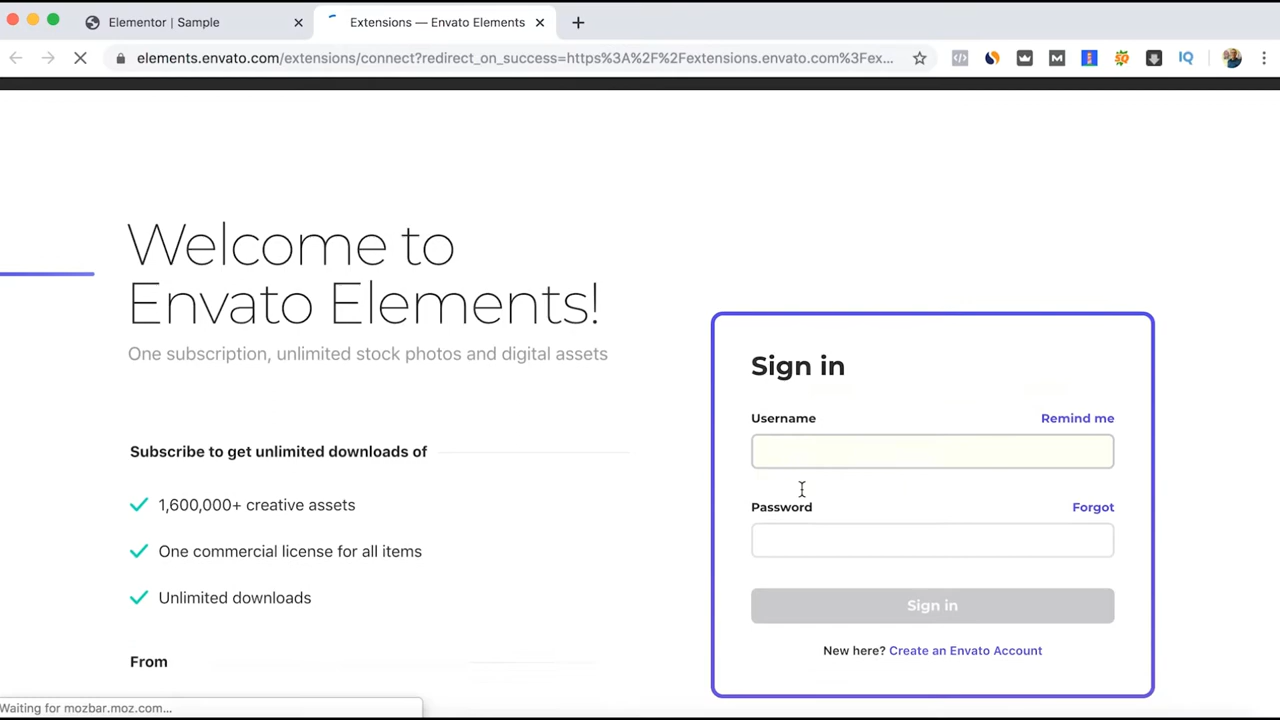 Elementor | Sample
Extensions — Envato Elements
elements.envato.com/extensions/connect?redirect_on_success=https%3A%2F%2Fextensions.envato.com%3Fex...
IQ
Welcome to
Envato Elements!
One subscription, unlimited stock photos and digital assets
Subscribe to get unlimited downloads of
1,600,000+ creative assets
One commercial license for all items
Unlimited downloads
From
Sign in
Username
Remind me
Password
Forgot
Sign in
New here? Create an Envato Account
Waiting for mozbar.moz.com...